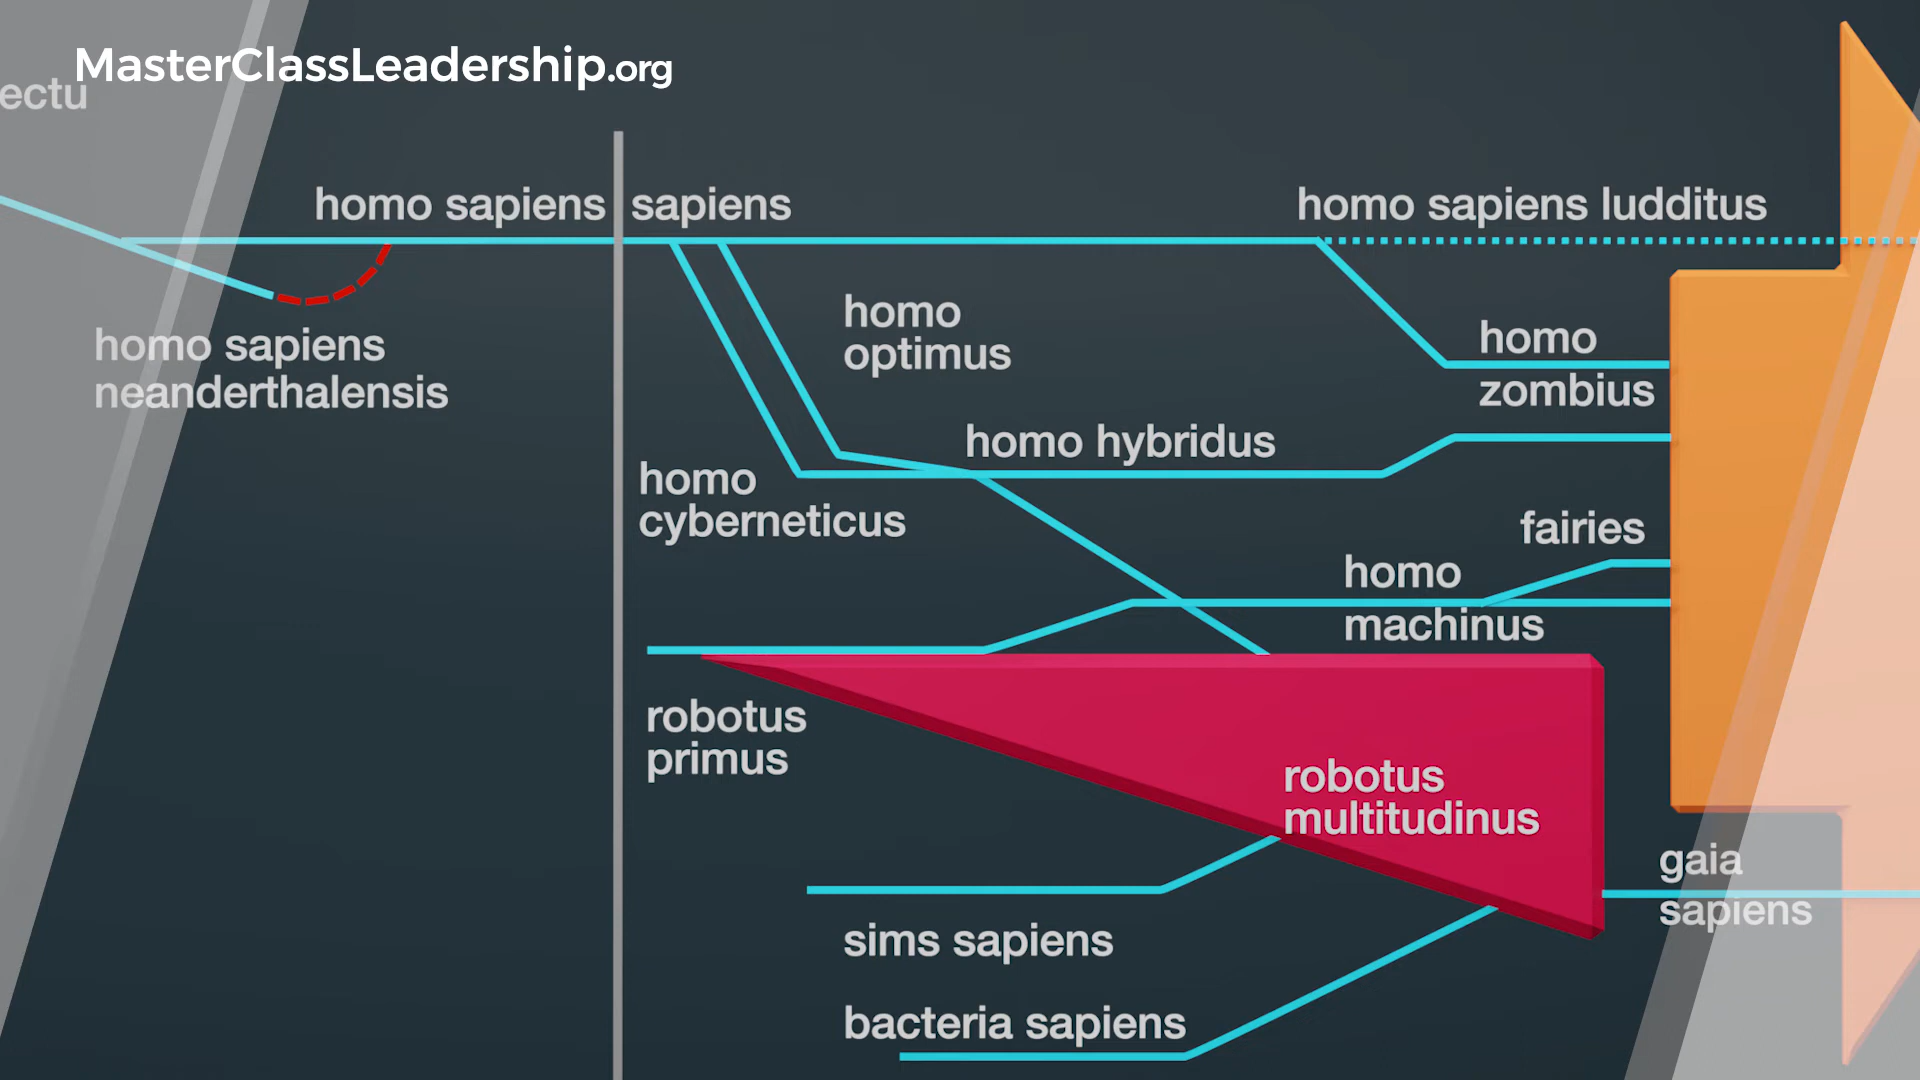 MasterClassLeadership.org
ectu
homo sapiens sapiens
homo sapiens ludditus
homo sapiens
neanderthalensis
homo
optimus
homo
zombius
homo hybridus
homo
cyberneticus
fairies
homo
machinus
robotus
primus
robotus
multitudinus
gaia
sapiens
sims sapiens
bacteria sapiens